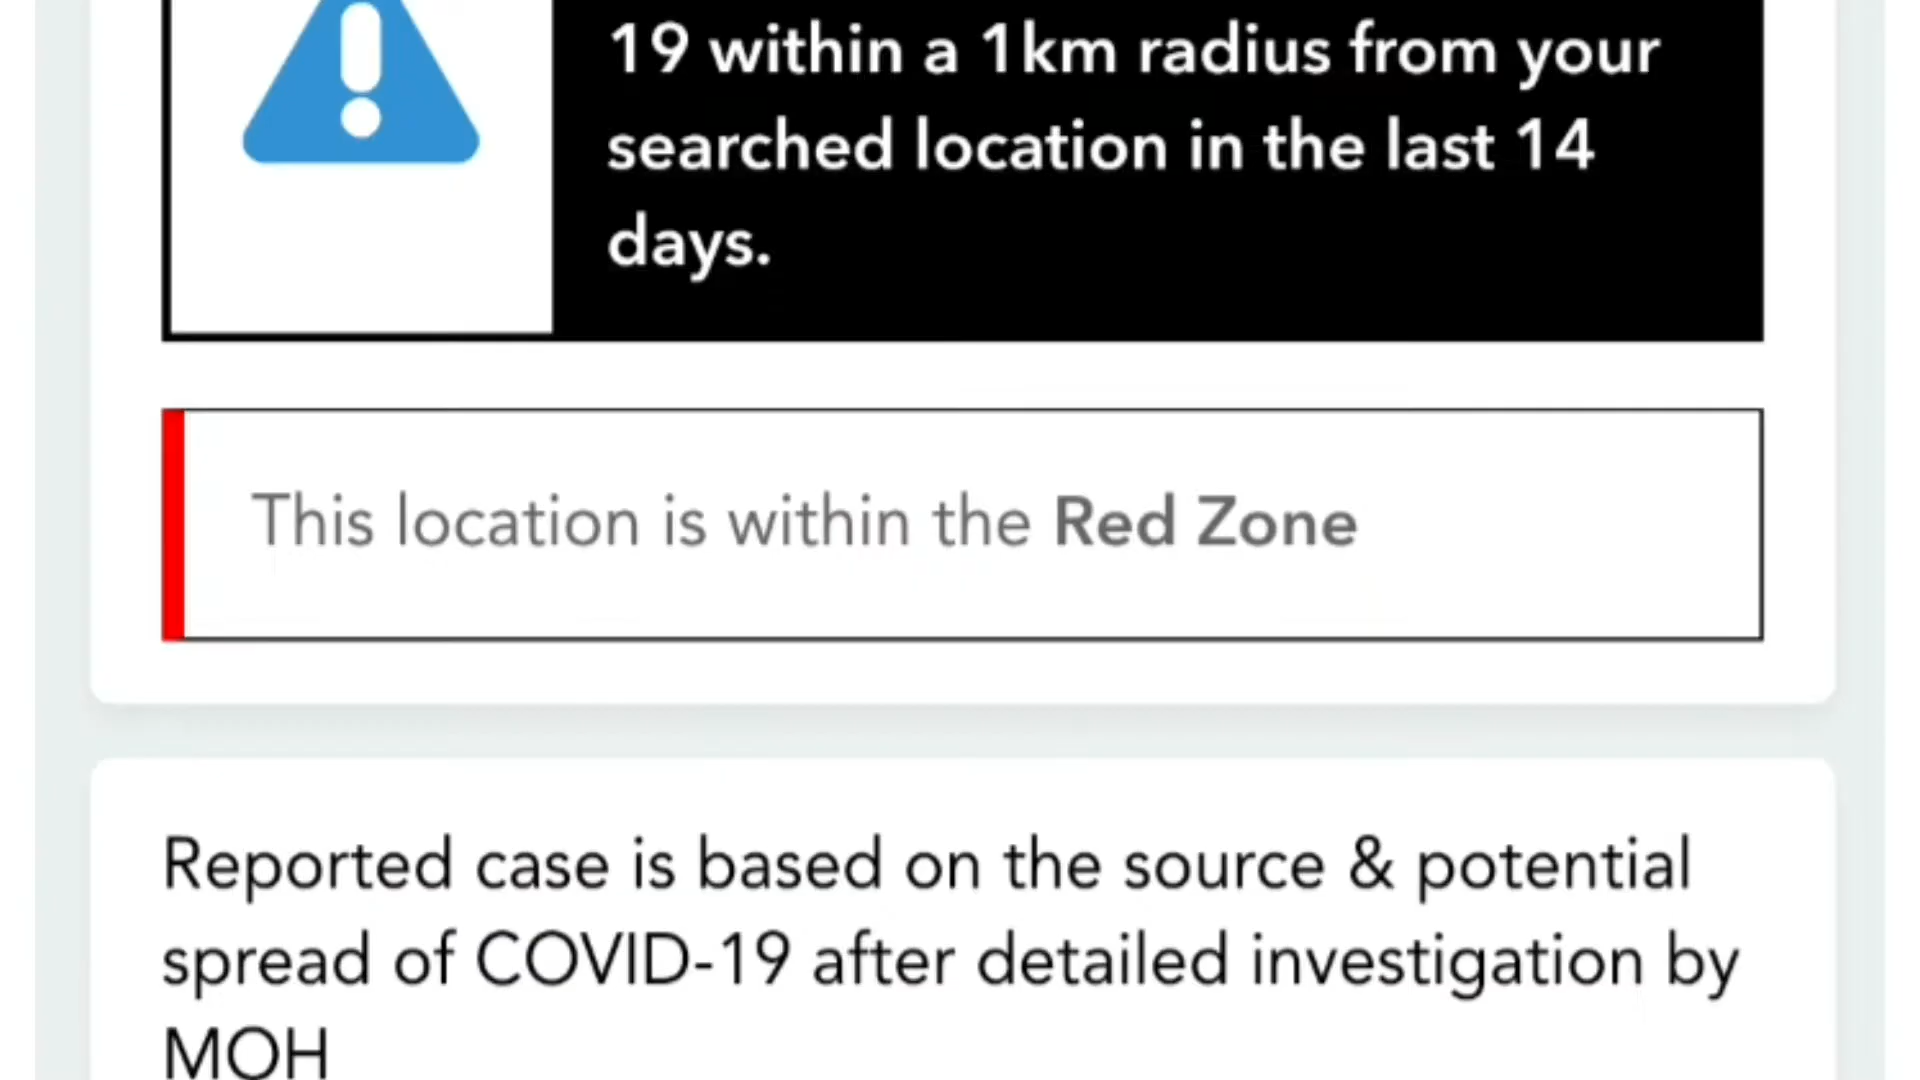 19 within a 1km radius from your
searched location in the last 14
days.
This location is within the Red Zone
Reported case is based on the source & potential
spread of COVID-19 after detailed investigation by
MOH